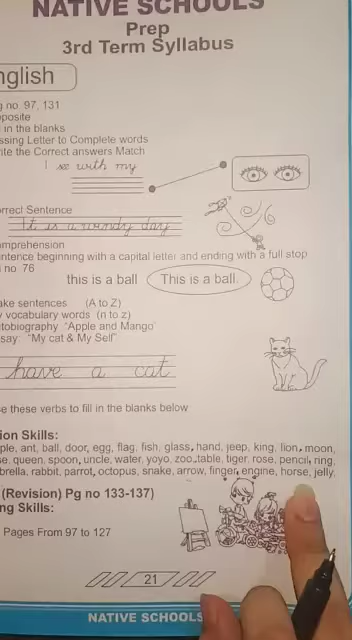 NATIVE SCHOOLS
Prep
3rd Term Syllabus
nglish
g no. 97, 131
posite
in the blanks
ssing Letter to Complete words
ite the Correct answers Match
I see with my
orrect Sentence
It is a windy day
mprehension
ntence beginning with a capital letter and ending with a full stop
no 76
this is a ball This is a ball.
ake sentences (A to Z)
y vocabulary words (n to z)
tobiography "Apple and Mango'
say: "My cat & My Self"
have a cat
e these verbs to fill in the blanks below
ion Skills:
ple, ant, ball, door, egg, flag, fish, glass, hand, jeep, king, lion, moon,
se, queen, spoon, uncle, water, yoyo, zoo, table, tiger, rose, pencil, ring,
brella, rabbit, parrot, octopus, snake, arrow, finger, engine, horse, jelly,
(Revision) Pg no 133-137)
ng Skills:
Pages From 97 to 127
21
NATIVE SCHOOLS